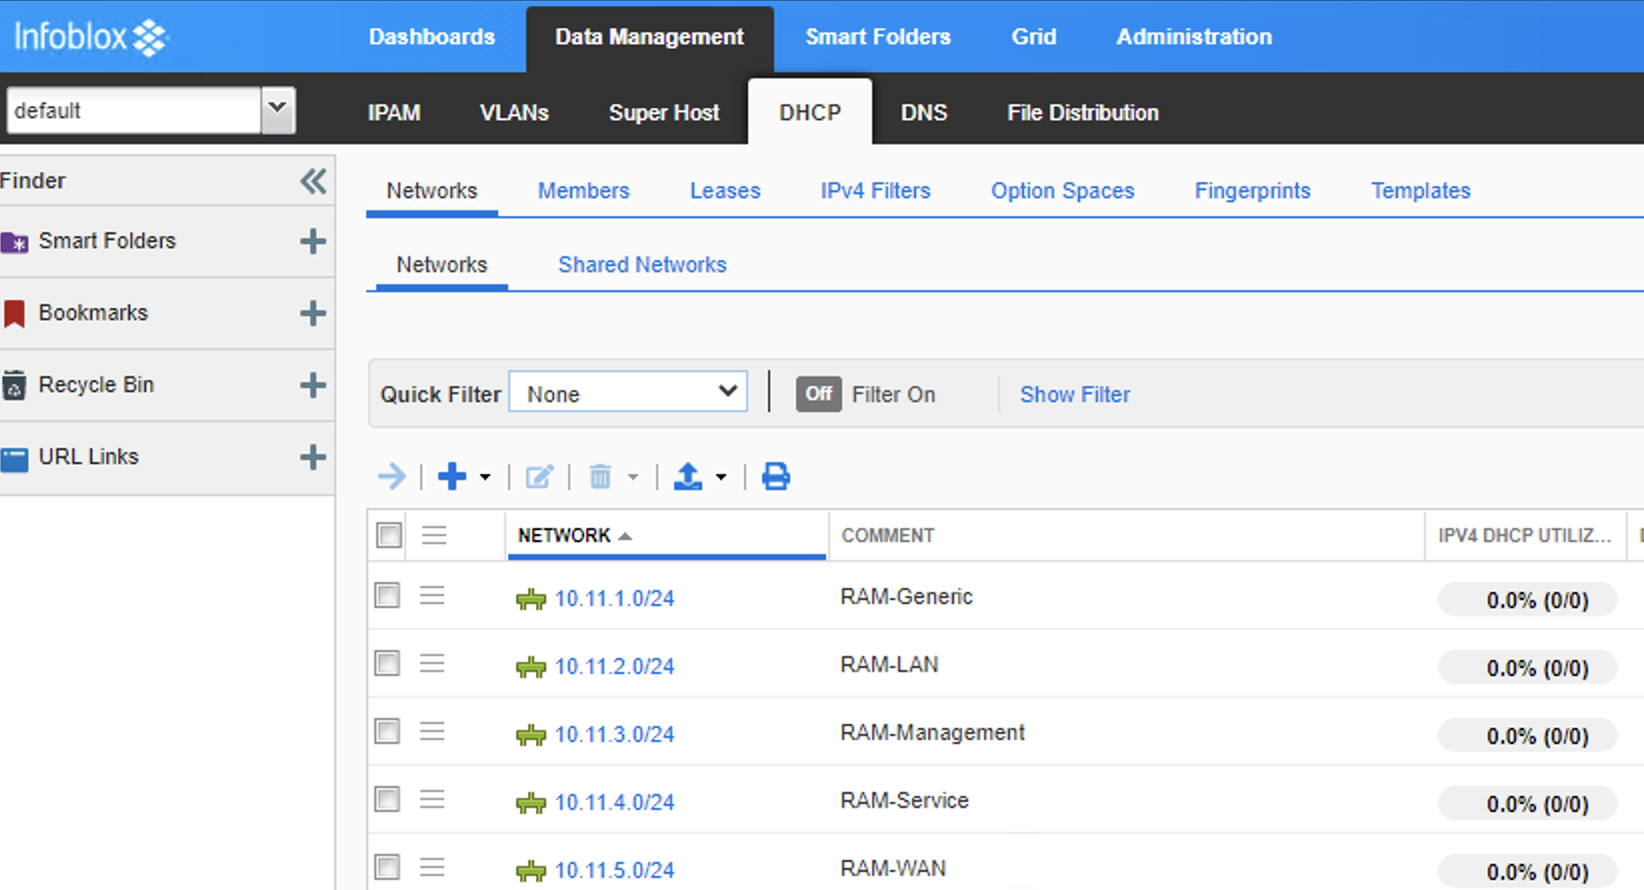 Infoblox
Dashboards Data Management Smart Folders Grid Administration
default
IPAM VLANs Super Host DHCP DNS File Distribution
Finder
Smart Folders
Bookmarks
Recycle Bin
URL Links
Networks Members Leases IPv4 Filters Option Spaces Fingerprints Templates
Networks Shared Networks
Quick Filter None Off Filter On Show Filter
NETWORK COMMENT IPV4 DHCP UTILIZ...
10.11.1.0/24 RAM-Generic 0.0% (0/0)
10.11.2.0/24 RAM-LAN 0.0% (0/0)
10.11.3.0/24 RAM-Management 0.0% (0/0)
10.11.4.0/24 RAM-Service 0.0% (0/0)
10.11.5.0/24 RAM-WAN 0.0% (0/0)